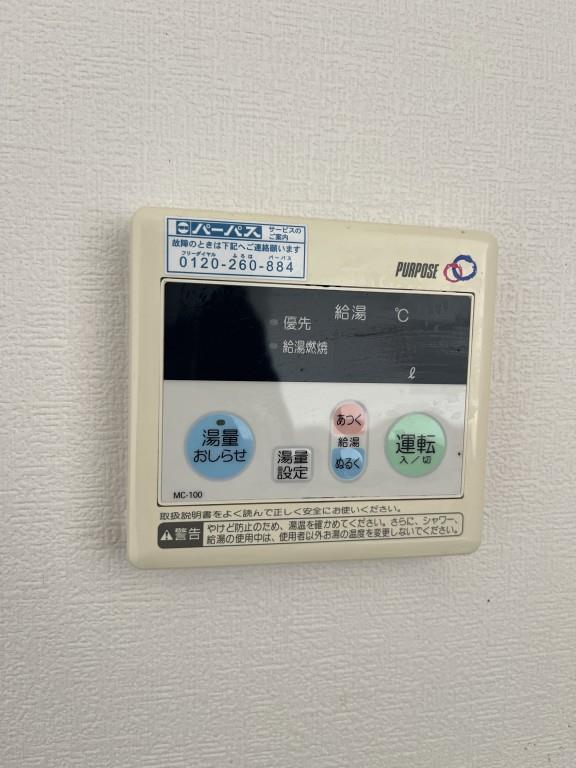 パーパス サービスのご案内
故障のときは下記へご連絡願います
フリーダイヤル ふろは パーパス
0120-260-884
PURPOSE
給湯 ℃
優先
給湯燃焼
ℓ
湯量
おしらせ
湯量
設定
あつく
給湯
ぬるく
運転
入/切
MC-100
取扱説明書をよく読んで正しく安全にお使いください。
警告
やけど防止のため、湯温を確かめてください。さらに、シャワー、
給湯の使用中は、使用者以外お湯の温度を変更しないでください。